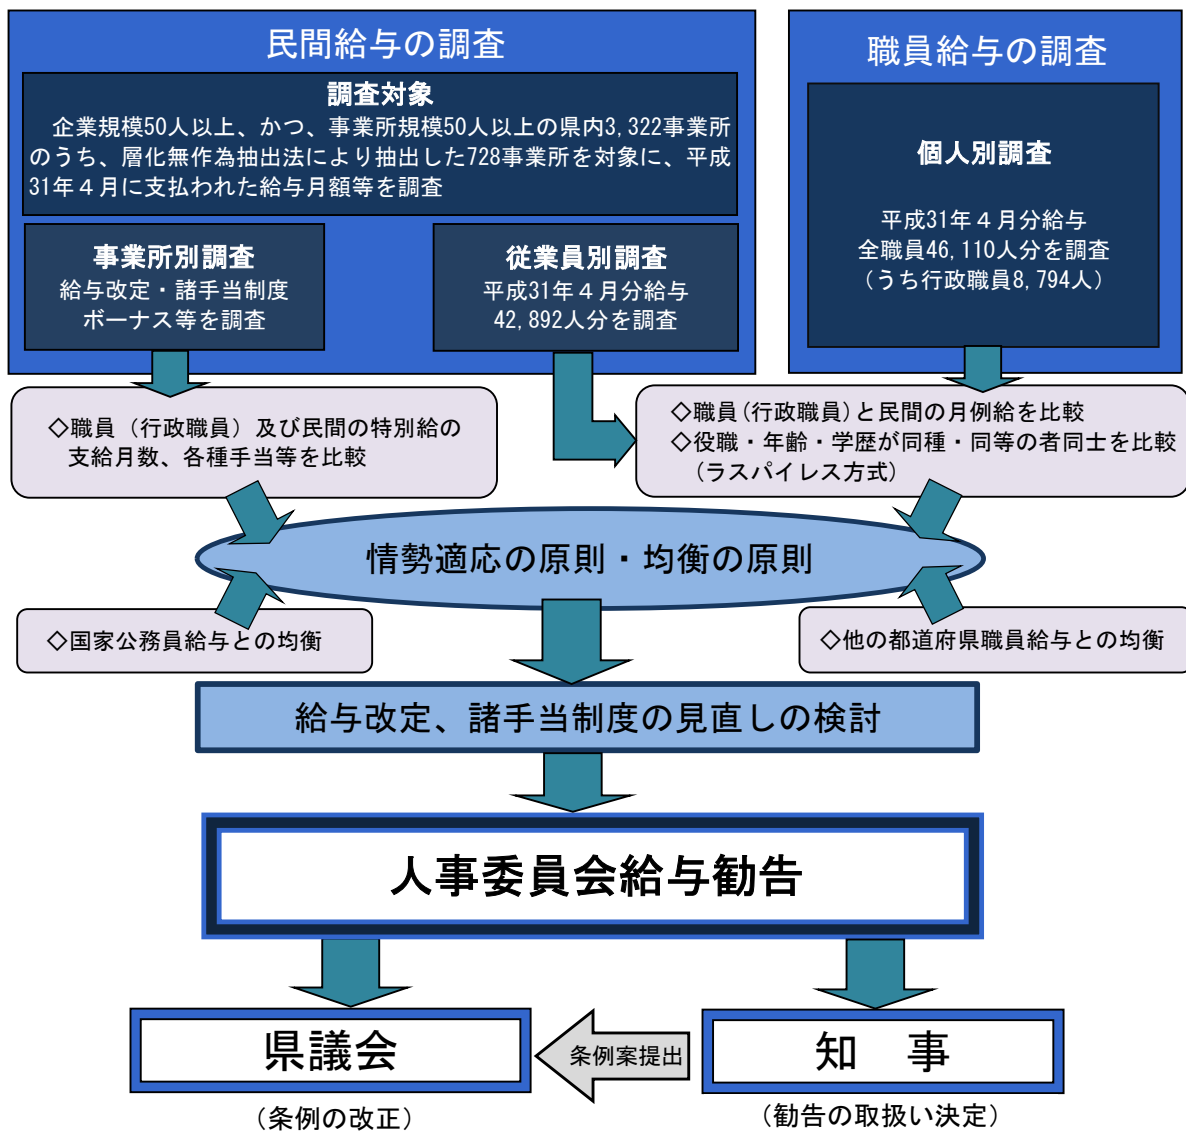 民間給与の調査
調査対象
企業規模50人以上、かつ、事業所規模50人以上の県内3,322事業所
のうち、層化無作為抽出法により抽出した728事業所を対象に、平成
31年４月に支払われた給与月額等を調査
事業所別調査
給与改定・諸手当制度
ボーナス等を調査
従業員別調査
平成31年４月分給与
42,892人分を調査
職員給与の調査
個人別調査
平成31年４月分給与
全職員46,110人分を調査
（うち行政職員8,794人）
◇職員（行政職員）及び民間の特別給の
支給月数、各種手当等を比較
◇職員(行政職員)と民間の月例給を比較
◇役職・年齢・学歴が同種・同等の者同士を比較
（ラスパイレス方式）
情勢適応の原則・均衡の原則
◇国家公務員給与との均衡
◇他の都道府県職員給与との均衡
給与改定、諸手当制度の見直しの検討
人事委員会給与勧告
県議会
条例案提出
知　事
（条例の改正）
（勧告の取扱い決定）